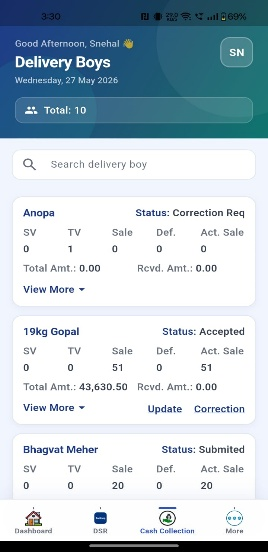 3:30
69%
Good Afternoon, Snehal 👋
Delivery Boys
Wednesday, 27 May 2026
SN
Total: 10
Search delivery boy
Anopa Status: Correction Req
SV TV Sale Def. Act. Sale
0 1 0 0 0
Total Amt.: 0.00 Rcvd. Amt.: 0.00
View More
19kg Gopal Status: Accepted
SV TV Sale Def. Act. Sale
0 0 51 0 51
Total Amt.: 43,630.50 Rcvd. Amt.: 0.00
View More Update Correction
Bhagvat Meher Status: Submited
SV TV Sale Def. Act. Sale
0 0 20 0 20
Dashboard DSR Cash Collection More